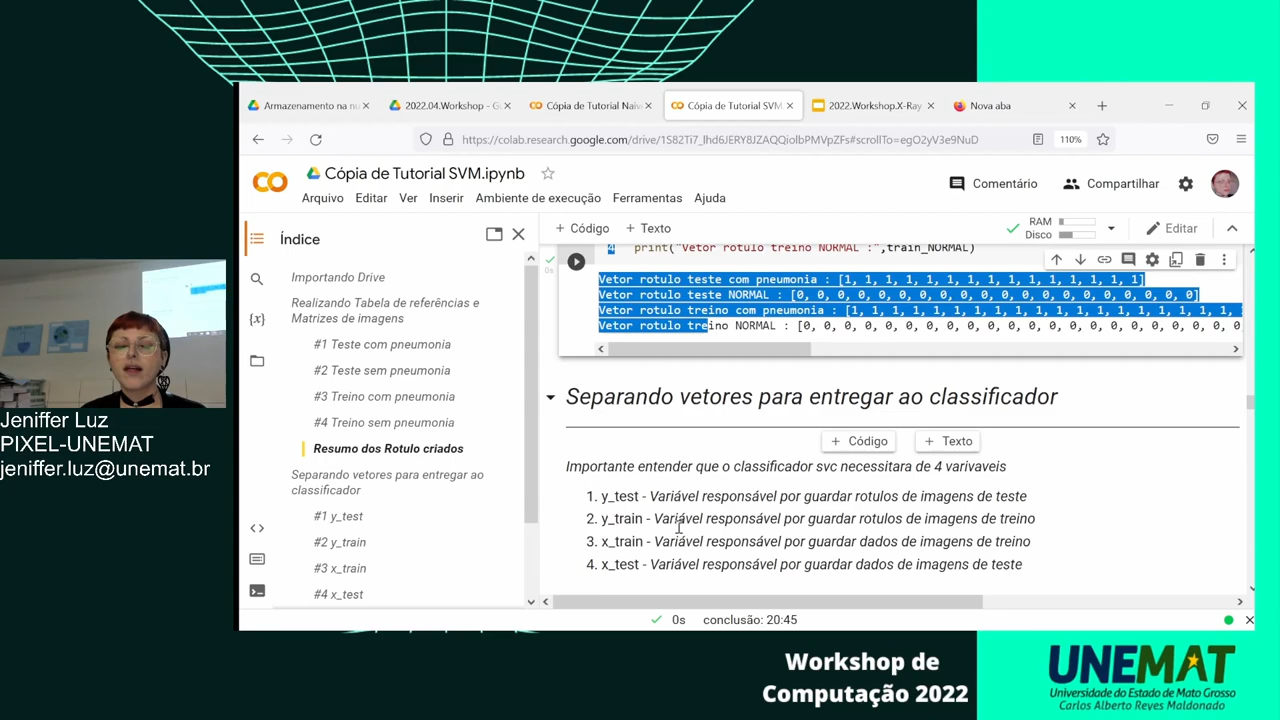 Armazenamento na nu
2022.04.Workshop - G
Cópia de Tutorial Naiv
Cópia de Tutorial SVM
2022.Workshop.X-Ray
Nova aba
110%
Cópia de Tutorial SVM.ipynb
Comentário
Compartilhar
Arquivo Editar Ver Inserir Ambiente de execução Ferramentas Ajuda
+ Código + Texto
RAM
Disco
Editar
Índice
Importando Drive
Realizando Tabela de referências e
Matrizes de imagens
#1 Teste com pneumonia
#2 Teste sem pneumonia
#3 Treino com pneumonia
#4 Treino sem pneumonia
Resumo dos Rotulo criados
Separando vetores para entregar ao
classificador
#1 y_test
#2 y_train
#3 x_train
#4 x_test
4 print("Vetor rotulo treino NORMAL :",train_NORMAL)
0s
Vetor rotulo teste com pneumonia : [1, 1, 1, 1, 1, 1, 1, 1, 1, 1, 1, 1, 1, 1, 1]
Vetor rotulo teste NORMAL : [0, 0, 0, 0, 0, 0, 0, 0, 0, 0, 0, 0, 0, 0, 0, 0, 0, 0, 0, 0]
Vetor rotulo treino com pneumonia : [1, 1, 1, 1, 1, 1, 1, 1, 1, 1, 1, 1, 1, 1, 1, 1, 1, 1, 1,
Vetor rotulo treino NORMAL : [0, 0, 0, 0, 0, 0, 0, 0, 0, 0, 0, 0, 0, 0, 0, 0, 0, 0, 0, 0, 0, 0
Separando vetores para entregar ao classificador
+ Código + Texto
Importante entender que o classificador svc necessitara de 4 varivaveis
1. y_test - Variável responsável por guardar rotulos de imagens de teste
2. y_train - Variável responsável por guardar rotulos de imagens de treino
3. x_train - Variável responsável por guardar dados de imagens de treino
4. x_test - Variável responsável por guardar dados de imagens de teste
0s conclusão: 20:45
Jeniffer Luz
PIXEL-UNEMAT
jeniffer.luz@unemat.br
Workshop de
Computação 2022
UNEMAT
Universidade do Estado de Mato Grosso
Carlos Alberto Reyes Maldonado